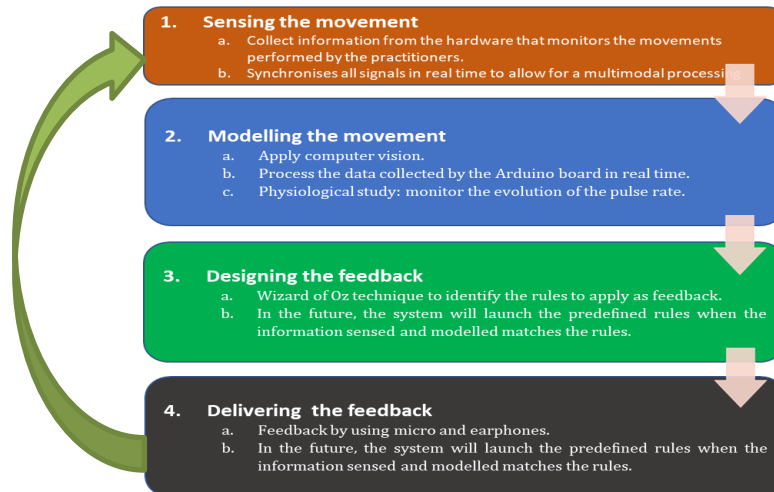 1. Sensing the movement
a. Collect information from the hardware that monitors the movements
performed by the practitioners.
b. Synchronises all signals in real time to allow for a multimodal processing
2. Modelling the movement
a. Apply computer vision.
b. Process the data collected by the Arduino board in real time.
c. Physiological study: monitor the evolution of the pulse rate.
3. Designing the feedback
a. Wizard of Oz technique to identify the rules to apply as feedback.
b. In the future, the system will launch the predefined rules when the
information sensed and modelled matches the rules.
4. Delivering the feedback
a. Feedback by using micro and earphones.
b. In the future, the system will launch the predefined rules when the
information sensed and modelled matches the rules.